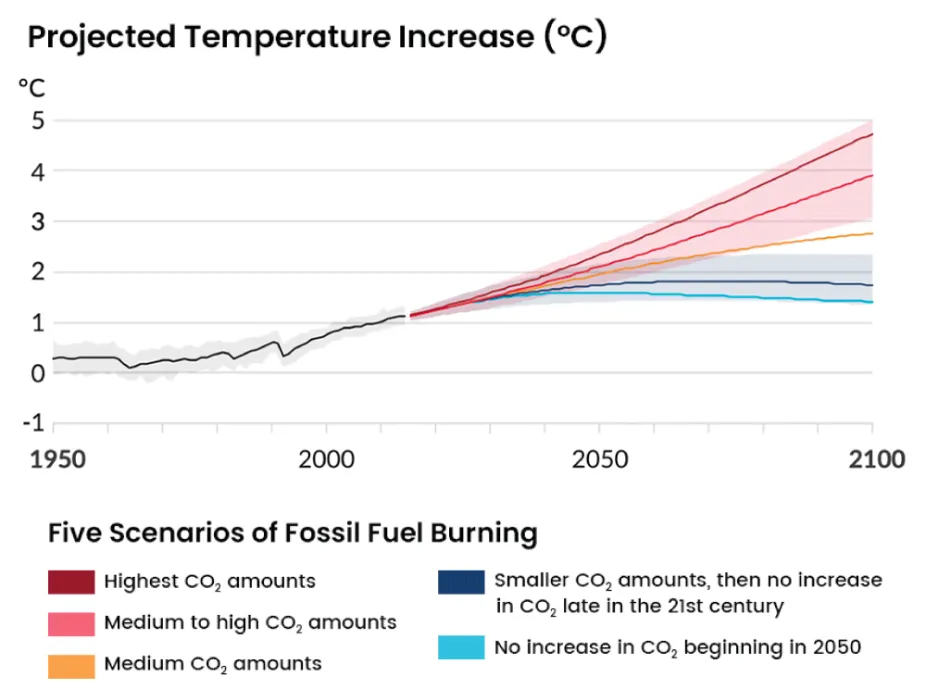 Projected Temperature Increase (°C)
°C
5
4
3
2
1
0
-1
1950 2000 2050 2100
Five Scenarios of Fossil Fuel Burning
Highest CO₂ amounts
Medium to high CO₂ amounts
Medium CO₂ amounts
Smaller CO₂ amounts, then no increase
in CO₂ late in the 21st century
No increase in CO₂ beginning in 2050